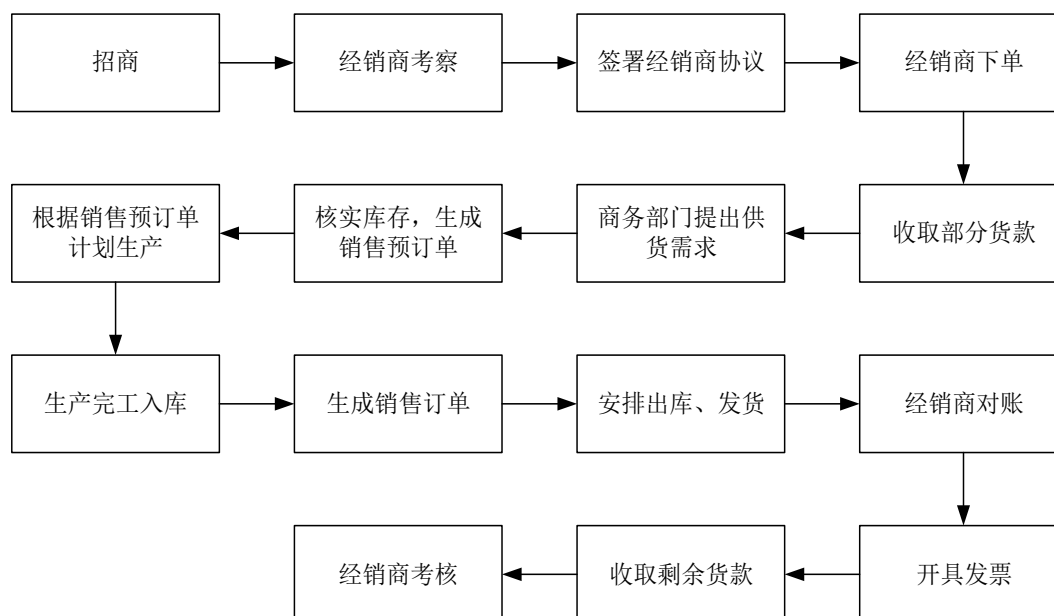 招商
经销商考察
签署经销商协议
经销商下单
收取部分货款
商务部门提出供
货需求
核实库存，生成
销售预订单
根据销售预订单
计划生产
生产完工入库
生成销售订单
安排出库、发货
经销商对账
开具发票
收取剩余货款
经销商考核